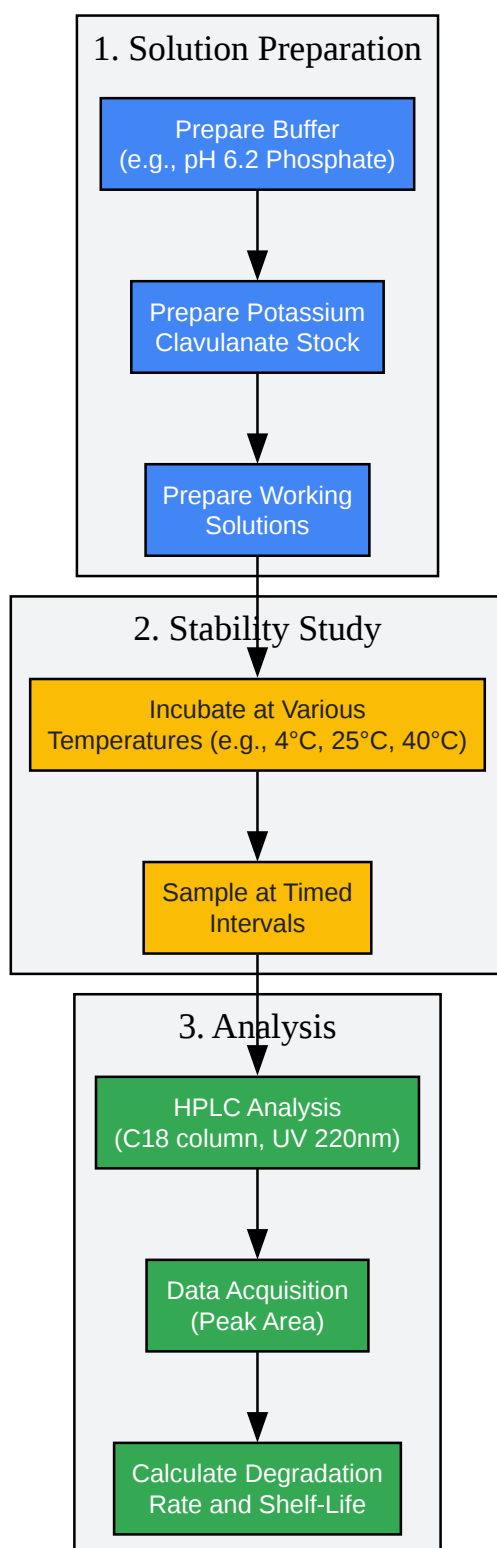 1. Solution Preparation
Prepare Buffer
(e.g., pH 6.2 Phosphate)
Prepare Potassium
Clavulanate Stock
Prepare Working
Solutions
2. Stability Study
Incubate at Various
Temperatures (e.g., 4°C, 25°C, 40°C)
Sample at Timed
Intervals
3. Analysis
HPLC Analysis
(C18 column, UV 220nm)
Data Acquisition
(Peak Area)
Calculate Degradation
Rate and Shelf-Life